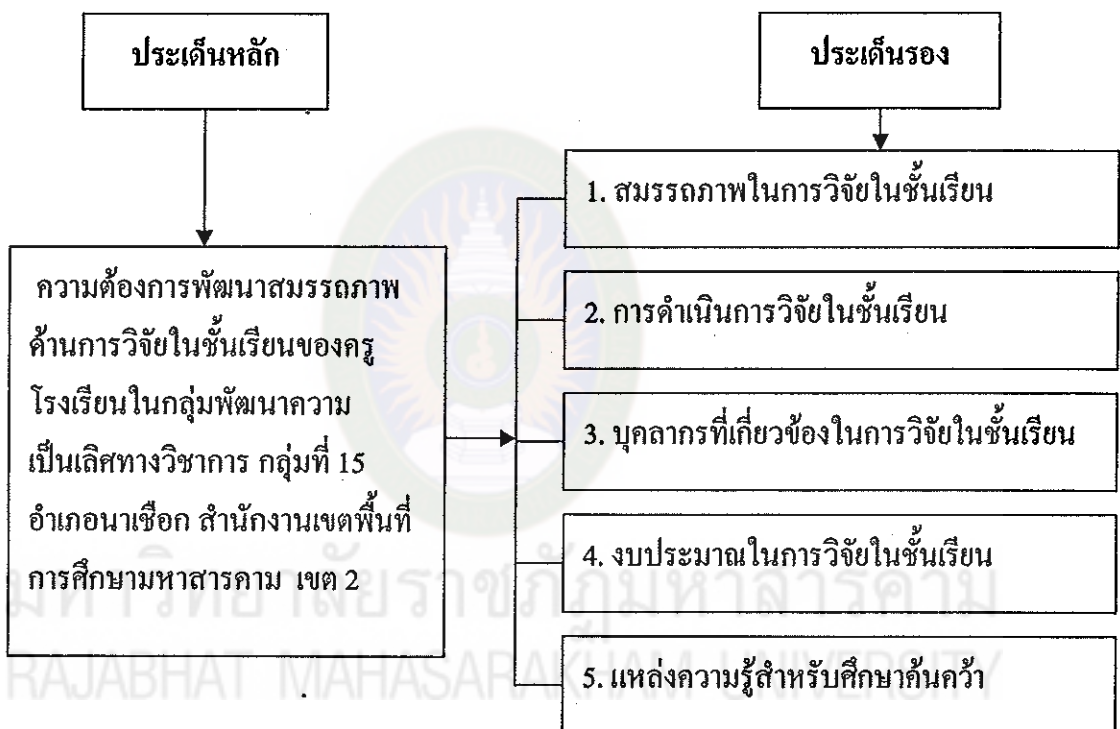 ประเด็นหลัก
ประเด็นรอง
ความต้องการพัฒนาสมรรถภาพ
ด้านการวิจัยในชั้นเรียนของครู
โรงเรียนในกลุ่มพัฒนาความ
เป็นเลิศทางวิชาการ กลุ่มที่ 15
อำเภอนาเชือก สำนักงานเขตพื้นที่
การศึกษามหาสารคาม เขต 2
1. สมรรถภาพในการวิจัยในชั้นเรียน
2. การดำเนินการวิจัยในชั้นเรียน
3. บุคลากรที่เกี่ยวข้องในการวิจัยในชั้นเรียน
4. งบประมาณในการวิจัยในชั้นเรียน
5. แหล่งความรู้สำหรับศึกษาค้นคว้า
มหาวิทยาลัยราชภัฏมหาสารคาม
RAJABHAT MAHASARAKHAM UNIVERSITY